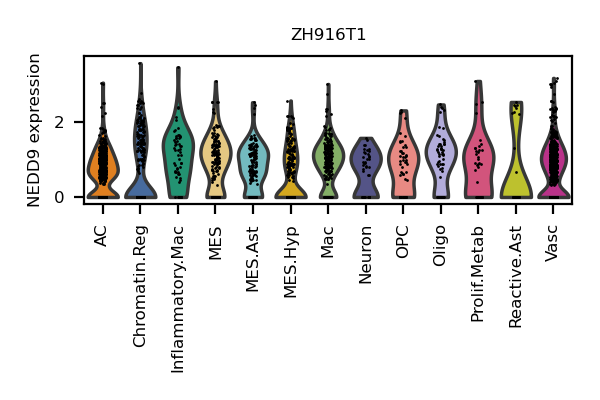 ZH916T1
NEDD9 expression
2
0
AC
Chromatin.Reg
Inflammatory.Mac
MES
MES.Ast
MES.Hyp
Mac
Neuron
OPC
Oligo
Prolif.Metab
Reactive.Ast
Vasc